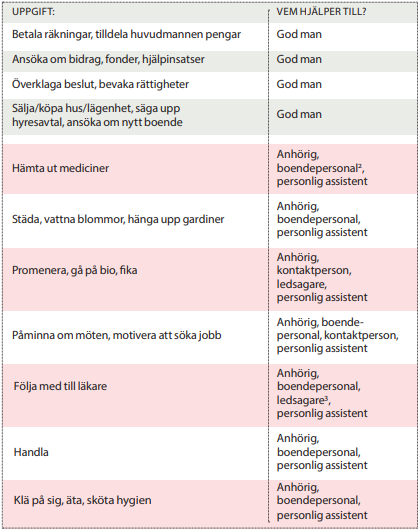 UPPGIFT: VEM HJÄLPER TILL?
Betala räkningar, tilldela huvudmannen pengar God man
Ansöka om bidrag, fonder, hjälpinsatser God man
Överklaga beslut, bevaka rättigheter God man
Sälja/köpa hus/lägenhet, säga upp
hyresavtal, ansöka om nytt boende
God man
Hämta ut mediciner
Anhörig,
boendepersonal²,
personlig assistent
Städa, vattna blommor, hänga upp gardiner
Anhörig,
boendepersonal,
personlig assistent
Promenera, gå på bio, fika
Anhörig,
kontaktperson,
ledsagare,
personlig assistent
Påminna om möten, motivera att söka jobb
Anhörig, boende-
personal, kontaktperson,
personlig assistent
Följa med till läkare
Anhörig,
boendepersonal,
ledsagare³,
personlig assistent
Handla
Anhörig,
boendepersonal,
personlig assistent
Klä på sig, äta, sköta hygien
Anhörig,
boendepersonal,
personlig assistent